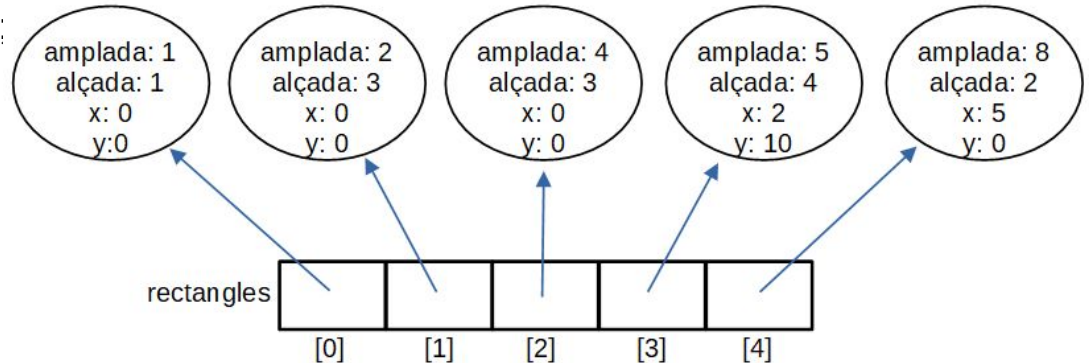 amplada: 1
alçada: 1
x: 0
y:0
amplada: 2
alçada: 3
x: 0
y: 0
amplada: 4
alçada: 3
x: 0
y: 0
amplada: 5
alçada: 4
x: 2
y: 10
amplada: 8
alçada: 2
x: 5
y: 0
rectangles
[0] [1] [2] [3] [4]